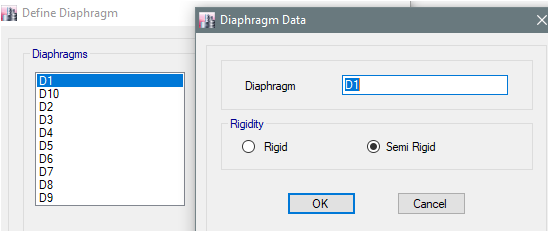 Define Diaphragm
Diaphragms
D1
D10
D2
D3
D4
D5
D6
D7
D8
D9
Diaphragm Data
Diaphragm
D1
Rigidity
Rigid
Semi Rigid
OK
Cancel